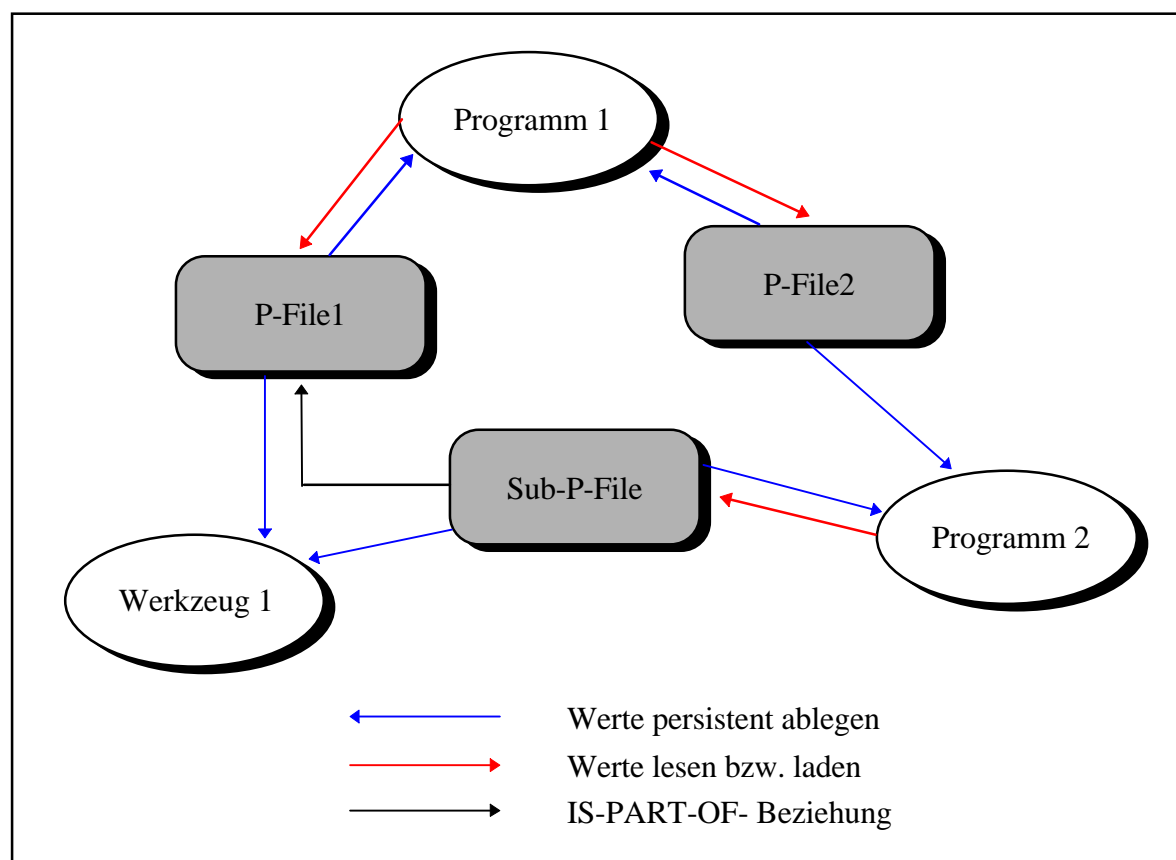 Programm 1
P-File1
P-File2
Sub-P-File
Programm 2
Werkzeug 1
Werte persistent ablegen
Werte lesen bzw. laden
IS-PART-OF- Beziehung